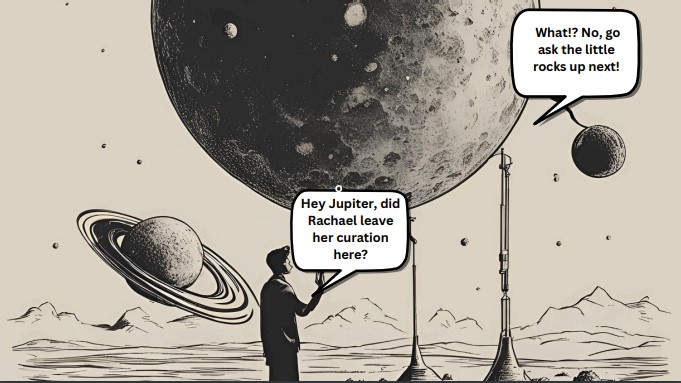 What!? No, go
ask the little
rocks up next!
Hey Jupiter, did
Rachael leave
her curation
here?